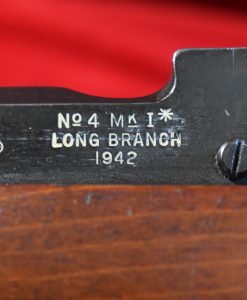 Nº 4 Mk I*
LONG BRANCH
1942